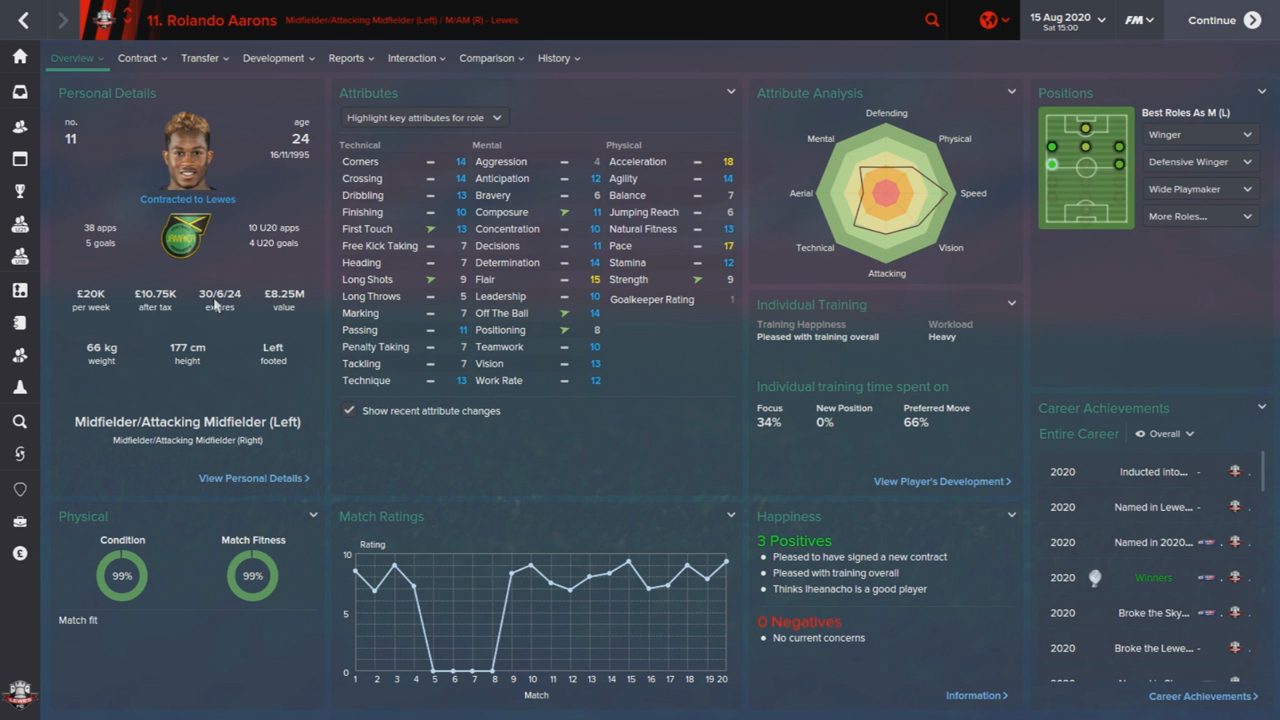 11. Rolando Aarons
Midfielder/Attacking Midfielder (Left) / M/AM (R) - Lewes
15 Aug 2020
Sat 15:00
FM
Continue
Overview
Contract
Transfer
Development
Reports
Interaction
Comparison
History
Personal Details
no.
11
age
24
16/11/1995
Contracted to Lewes
38 apps
5 goals
JAMAICA
10 U20 apps
4 U20 goals
£20K
per week
£10.75K
after tax
30/6/24
expires
£8.25M
value
66 kg
weight
177 cm
height
Left
footed
Midfielder/Attacking Midfielder (Left)
Midfielder/Attacking Midfielder (Right)
View Personal Details >
Attributes
Highlight key attributes for role
Technical Mental Physical
Corners 14 Aggression 4 Acceleration 18
Crossing 14 Anticipation 12 Agility 14
Dribbling 13 Bravery 6 Balance 7
Finishing 10 Composure 11 Jumping Reach 6
First Touch 13 Concentration 10 Natural Fitness 13
Free Kick Taking 7 Decisions 11 Pace 17
Heading 7 Determination 14 Stamina 12
Long Shots 9 Flair 15 Strength 9
Long Throws 5 Leadership 10 Goalkeeper Rating 1
Marking 7 Off The Ball 14
Passing 11 Positioning 8
Penalty Taking 7 Teamwork 10
Tackling 7 Vision 13
Technique 13 Work Rate 12
Show recent attribute changes
Attribute Analysis
Defending
Mental
Physical
Aerial
Speed
Technical
Vision
Attacking
Individual Training
Training Happiness
Pleased with training overall
Workload
Heavy
Individual training time spent on
Focus
34%
New Position
0%
Preferred Move
66%
View Player's Development >
Positions
Best Roles As M (L)
Winger
Defensive Winger
Wide Playmaker
More Roles...
Career Achievements
Entire Career
Overall
2020 Inducted into... -
2020 Named in Lewe... -
2020 Named in 2020...
2020 Winners
2020 Broke the Sky...
2020 Broke the Lewe... -
Career Achievements >
Physical
Condition
99%
Match Fitness
99%
Match fit
Match Ratings
Rating
10
5
0
1 2 3 4 5 6 7 8 9 10 11 12 13 14 15 16 17 18 19 20
Match
Happiness
3 Positives
Pleased to have signed a new contract
Pleased with training overall
Thinks Iheanacho is a good player
0 Negatives
No current concerns
Information >